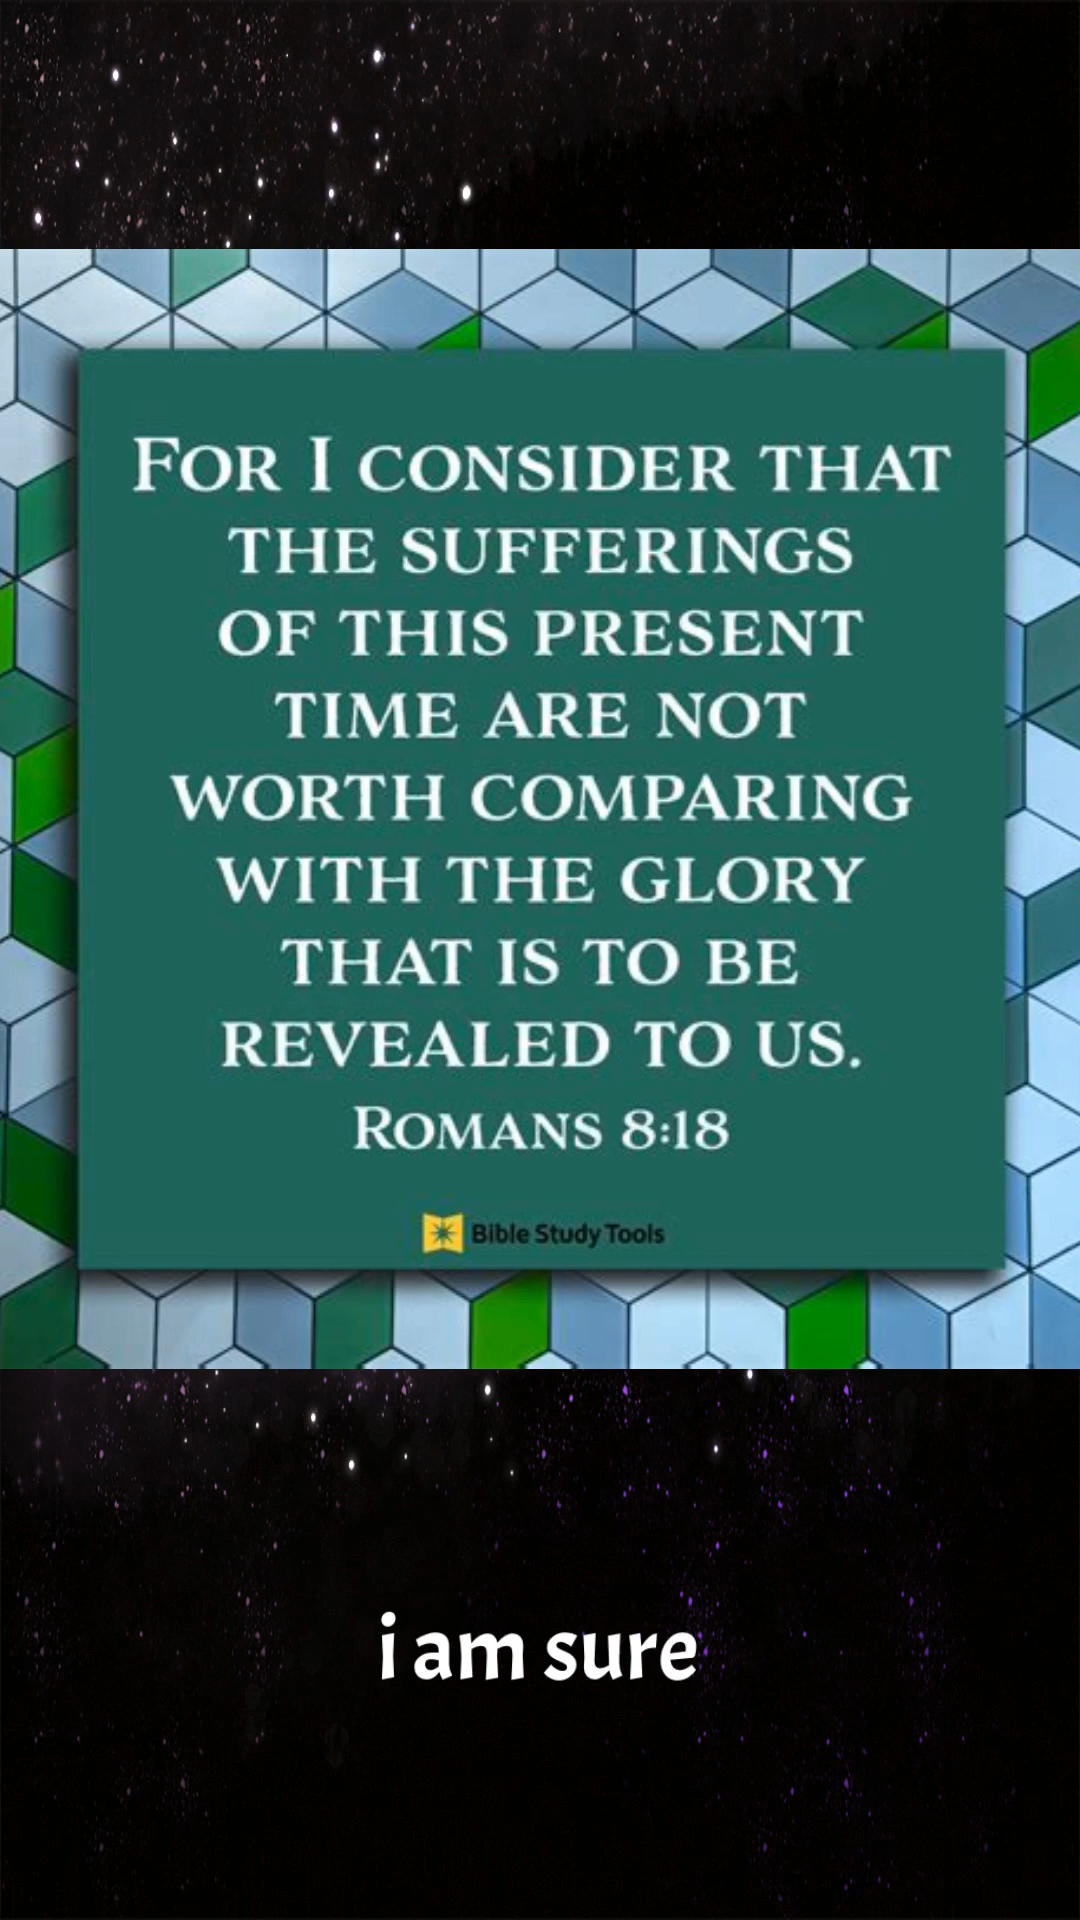 For I consider that
the sufferings
of this present
time are not
worth comparing
with the glory
that is to be
revealed to us.
Romans 8:18
Bible Study Tools
i am sure